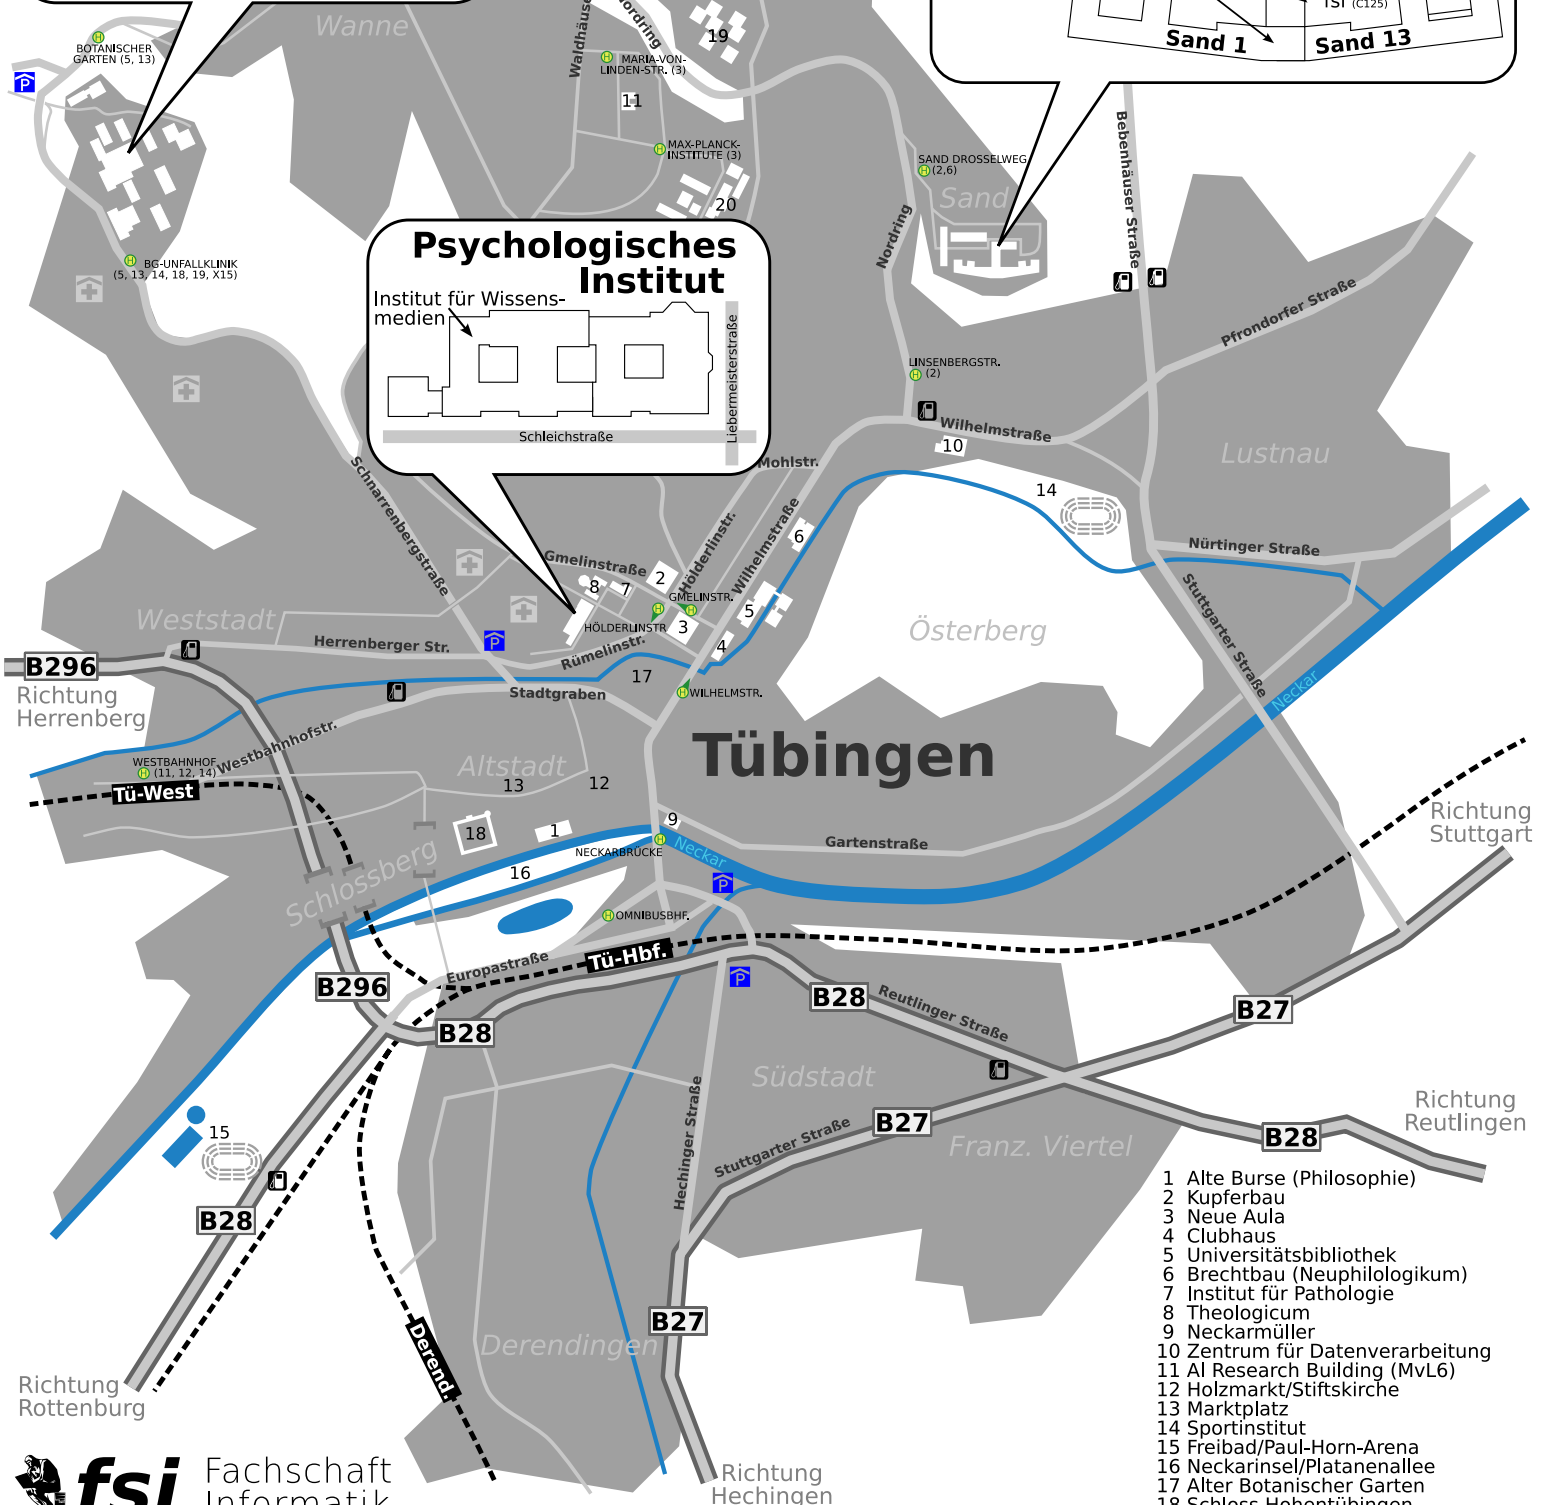 Wanne
Waldhäuser
Nordring
19
fsi (C125)
Sand 1
Sand 13
BOTANISCHER
GARTEN (5, 13)
P
MARIA-VON-
LINDEN-STR. (3)
11
MAX-PLANCK-
INSTITUTE (3)
20
SAND DROSSELWEG
(2,6)
Sand
Bebenhäuser Straße
Nordring
BG-UNFALLKLINIK
(5, 13, 14, 18, 19, X15)
Psychologisches
Institut
Institut für Wissens-
medien
Liebermeisterstraße
Schleichstraße
Pfrondorfer Straße
LINSENBERGSTR.
(2)
Wilhelmstraße
10
Lustnau
Mohlstr.
14
Schnarrenbergstraße
Hölderlinstr.
Wilhelmstraße
6
Gmelinstraße
2
8
7
GMELINSTR.
5
HÖLDERLINSTR
3
4
Nürtinger Straße
Stuttgarter Straße
Weststadt
Herrenberger Str.
P
Rümelinstr.
Österberg
B296
Richtung
Herrenberg
17
Stadtgraben
WILHELMSTR.
Neckar
Westbahnhofstr.
WESTBAHNHOF
(11, 12, 14)
Tü-West
Altstadt
13
12
Tübingen
18
1
9
NECKARBRÜCKE
Neckar
Gartenstraße
Richtung
Stuttgart
Schlossberg
16
P
OMNIBUSBHF.
Europastraße
Tü-Hbf.
P
B296
B28
B28
Reutlinger Straße
B27
Südstadt
Hechinger Straße
Stuttgarter Straße
B27
Franz. Viertel
Richtung
Reutlingen
B28
15
B28
B27
Derendingen
Derend.
Richtung
Rottenburg
Richtung
Hechingen
fsi
Fachschaft
Informatik
1 Alte Burse (Philosophie)
2 Kupferbau
3 Neue Aula
4 Clubhaus
5 Universitätsbibliothek
6 Brechtbau (Neuphilologikum)
7 Institut für Pathologie
8 Theologicum
9 Neckarmüller
10 Zentrum für Datenverarbeitung
11 AI Research Building (MvL6)
12 Holzmarkt/Stiftskirche
13 Marktplatz
14 Sportinstitut
15 Freibad/Paul-Horn-Arena
16 Neckarinsel/Platanenallee
17 Alter Botanischer Garten
18 Schloss Hohentübingen